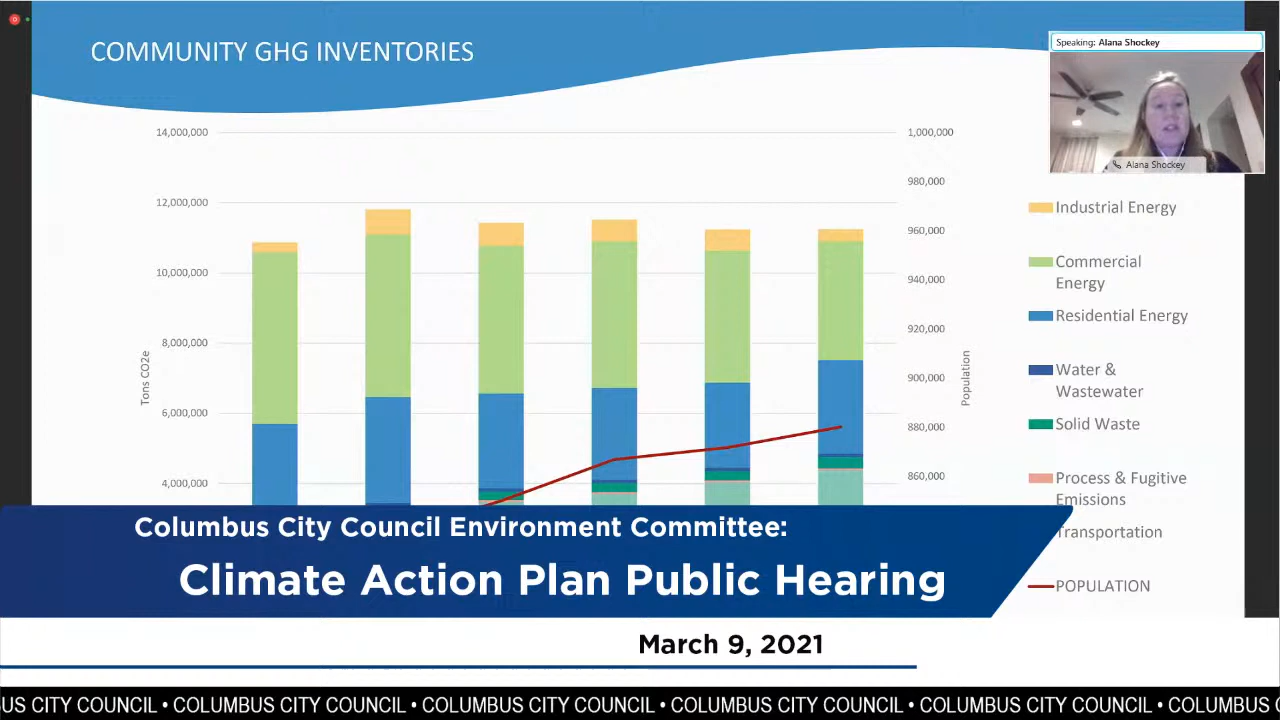 COMMUNITY GHG INVENTORIES
Speaking: Alana Shockey
Alana Shockey
14,000,000
12,000,000
10,000,000
8,000,000
6,000,000
4,000,000
Tons CO2e
1,000,000
980,000
960,000
940,000
920,000
900,000
880,000
860,000
Population
Industrial Energy
Commercial
Energy
Residential Energy
Water &
Wastewater
Solid Waste
Process & Fugitive
Emissions
Transportation
POPULATION
Columbus City Council Environment Committee:
Climate Action Plan Public Hearing
March 9, 2021
US CITY COUNCIL • COLUMBUS CITY COUNCIL • COLUMBUS CITY COUNCIL • COLUMBUS CITY COUNCIL • COLUMBUS CITY COUNCIL • COLUMBUS C